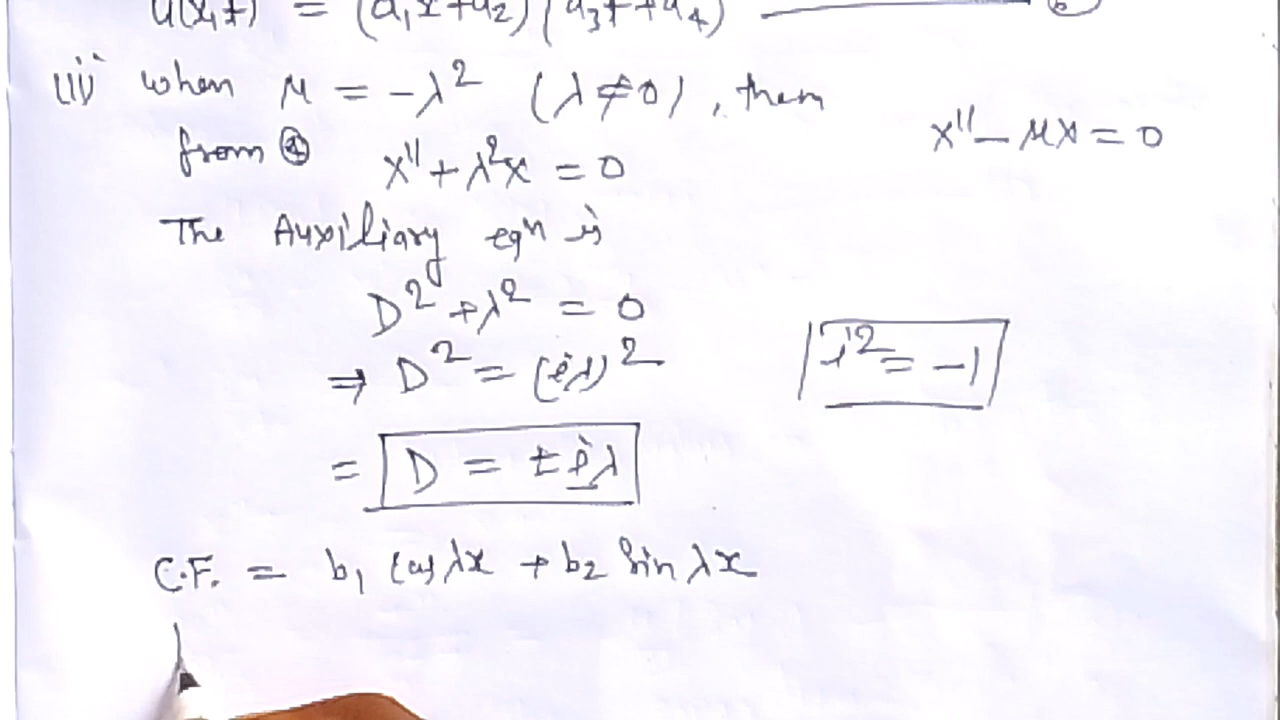 u(x,t) = (a₁x+a₂)(a₃t+a₄)
(ii) when μ = -λ² (λ≠0), then
from ④ X'' + λ²X = 0
X'' - μX = 0
The Auxiliary eqⁿ is
D² + λ² = 0
⇒ D² = (iλ)²
i² = -1
= D = ±iλ
C.F. = b₁ cos λx + b₂ sin λx